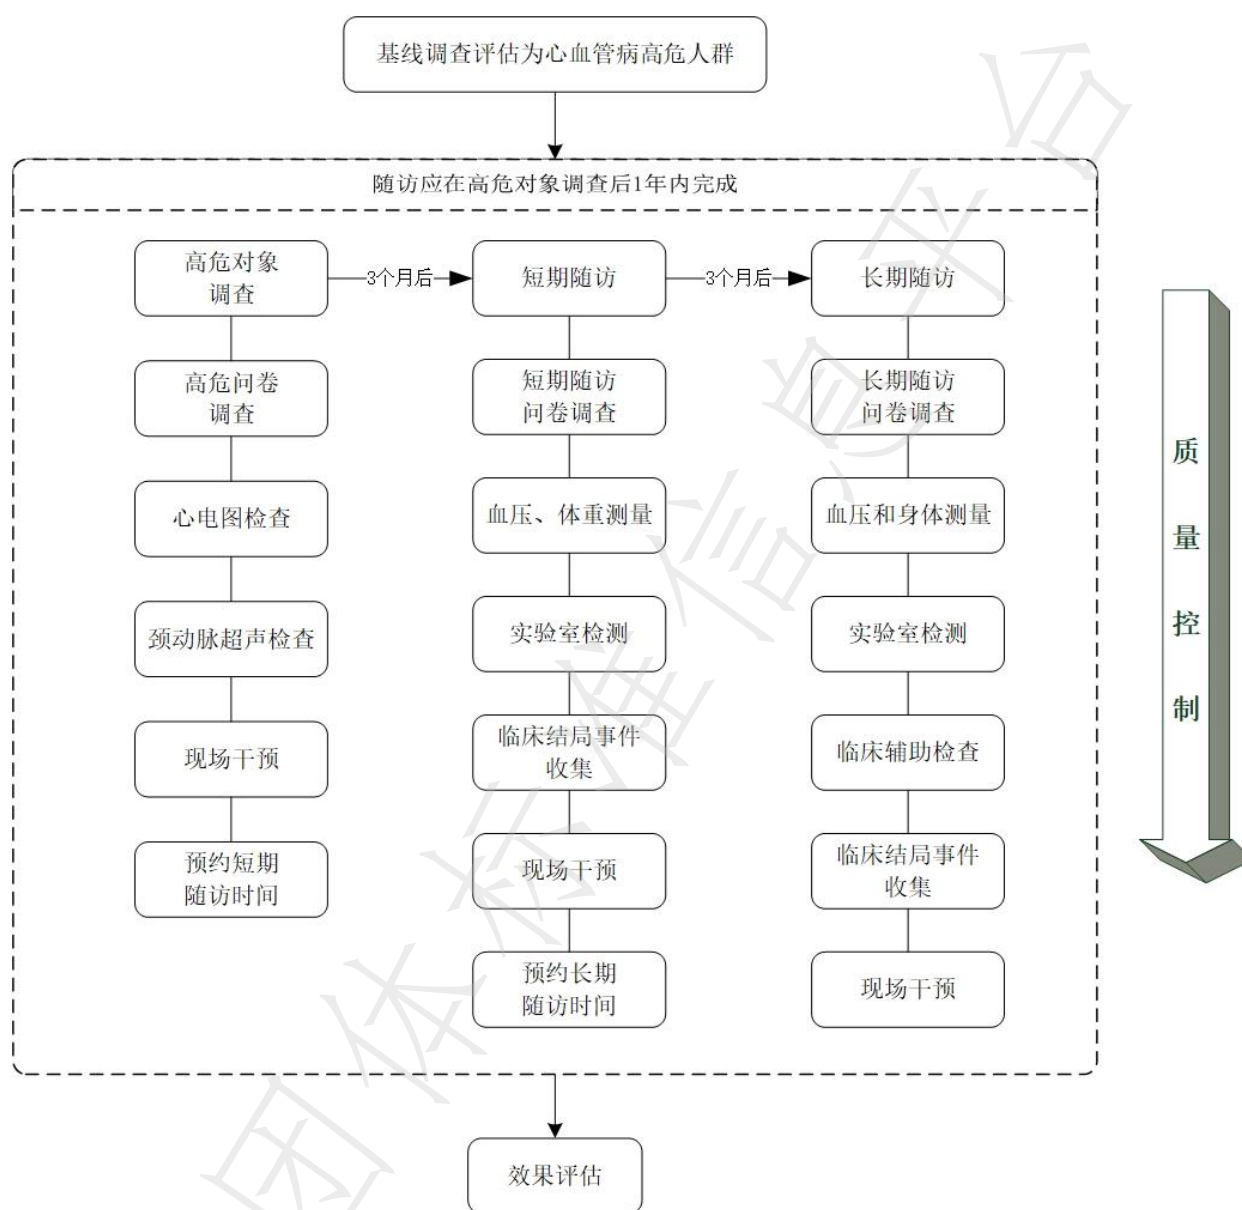 基线调查评估为心血管病高危人群
随访应在高危对象调查后1年内完成
高危对象
调查
3个月后
短期随访
3个月后
长期随访
高危问卷
调查
心电图检查
颈动脉超声检查
现场干预
预约短期
随访时间
短期随访
问卷调查
血压、体重测量
实验室检测
临床结局事件
收集
现场干预
预约长期
随访时间
长期随访
问卷调查
血压和身体测量
实验室检测
临床辅助检查
临床结局事件
收集
现场干预
质
量
控
制
效果评估
团体标准信息平台